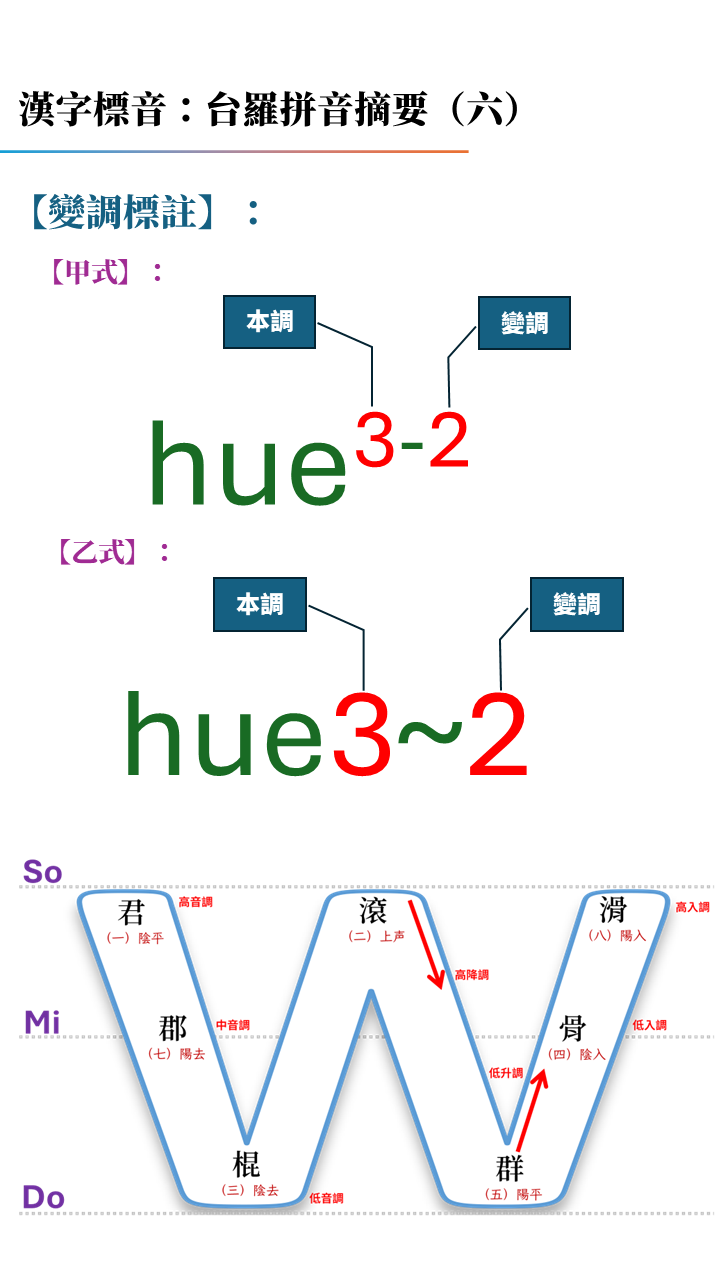 漢字標音：台羅拼音摘要（六）
【變調標註】：
【甲式】：
本調
變調
hue3-2
【乙式】：
本調
變調
hue3~2
So
君
（一）陰平
高音調
滾
（二）上声
高降調
滑
（八）陽入
高入調
Mi
郡
（七）陽去
中音調
骨
（四）陰入
低入調
低升調
Do
棍
（三）陰去
低音調
群
（五）陽平